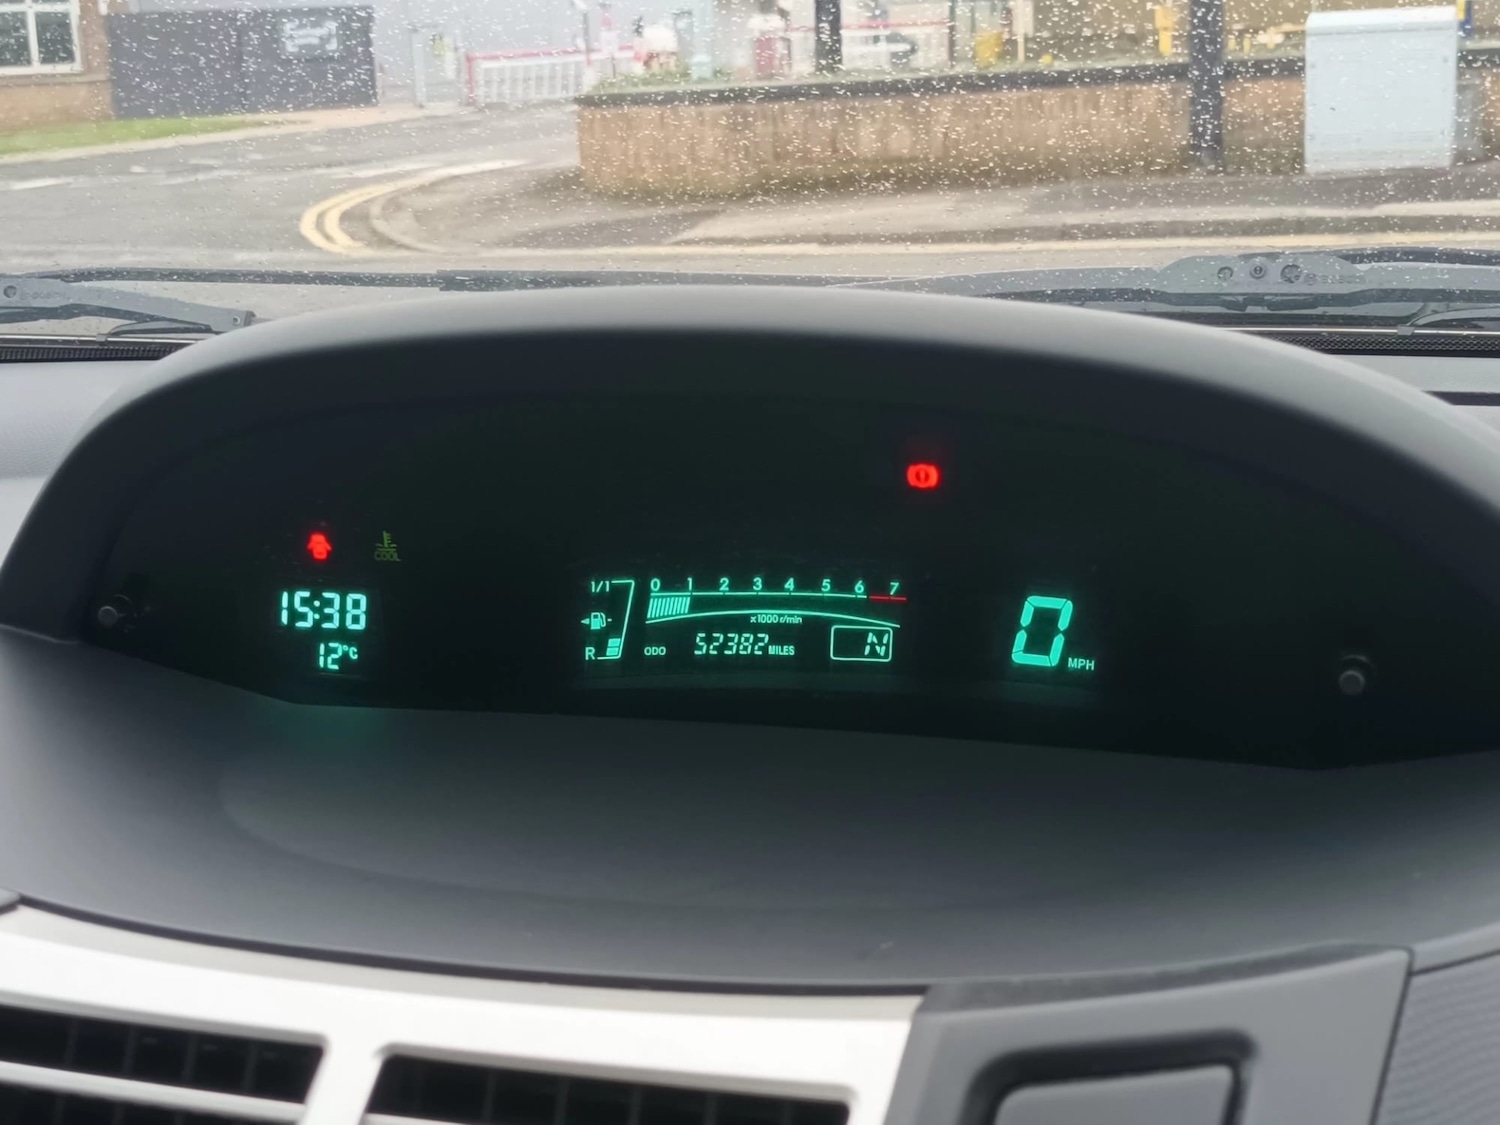 COOL
15:38
12°C
1/1
0 1 2 3 4 5 6 7
x1000 r/min
R
ODO 52382 MILES
N
0 MPH